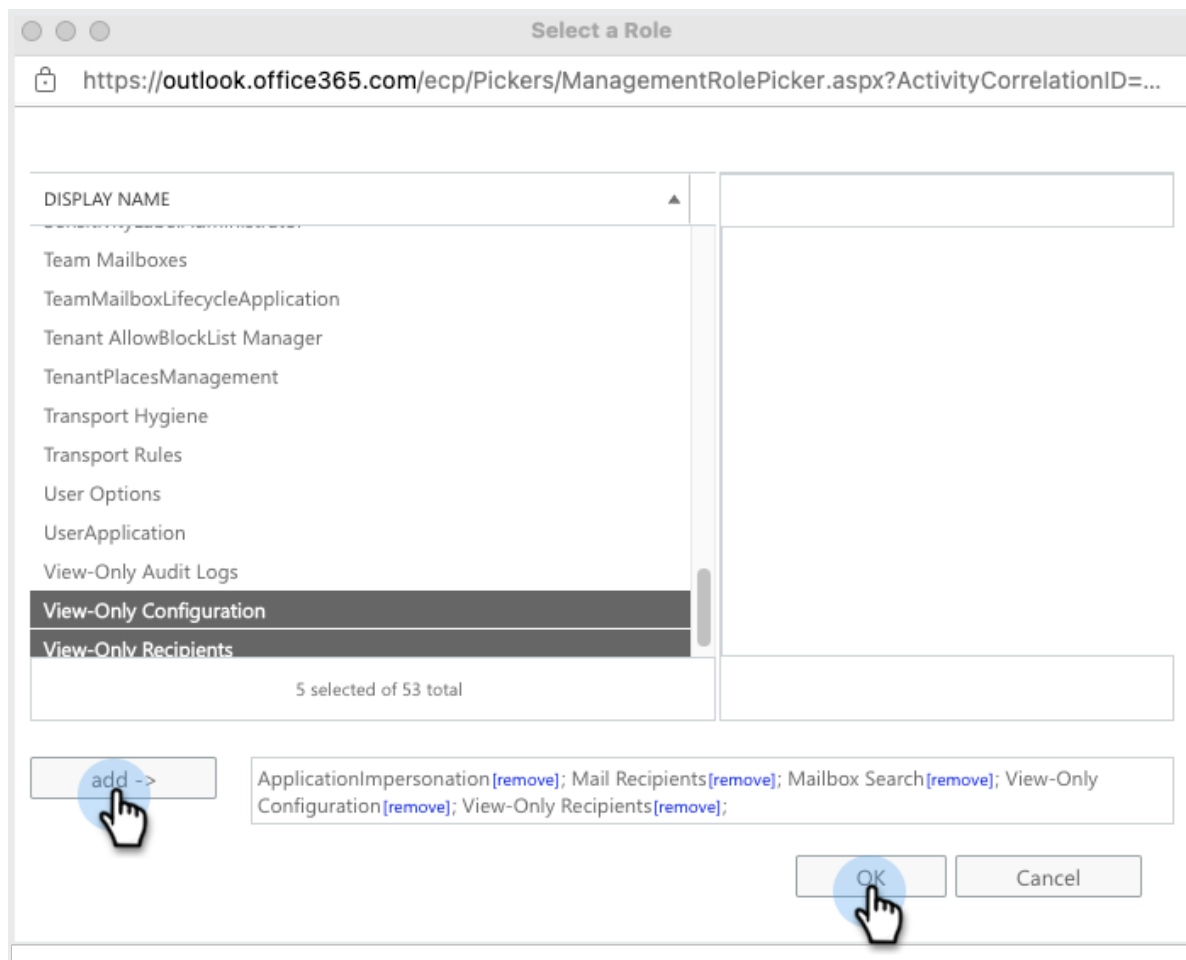 Select a Role
https://outlook.office365.com/ecp/Pickers/ManagementRolePicker.aspx?ActivityCorrelationID=...
DISPLAY NAME
Team Mailboxes
TeamMailboxLifecycleApplication
Tenant AllowBlockList Manager
TenantPlacesManagement
Transport Hygiene
Transport Rules
User Options
UserApplication
View-Only Audit Logs
View-Only Configuration
View-Only Recipients
5 selected of 53 total
add ->
ApplicationImpersonation[remove]; Mail Recipients[remove]; Mailbox Search[remove]; View-Only
Configuration[remove]; View-Only Recipients[remove];
OK
Cancel